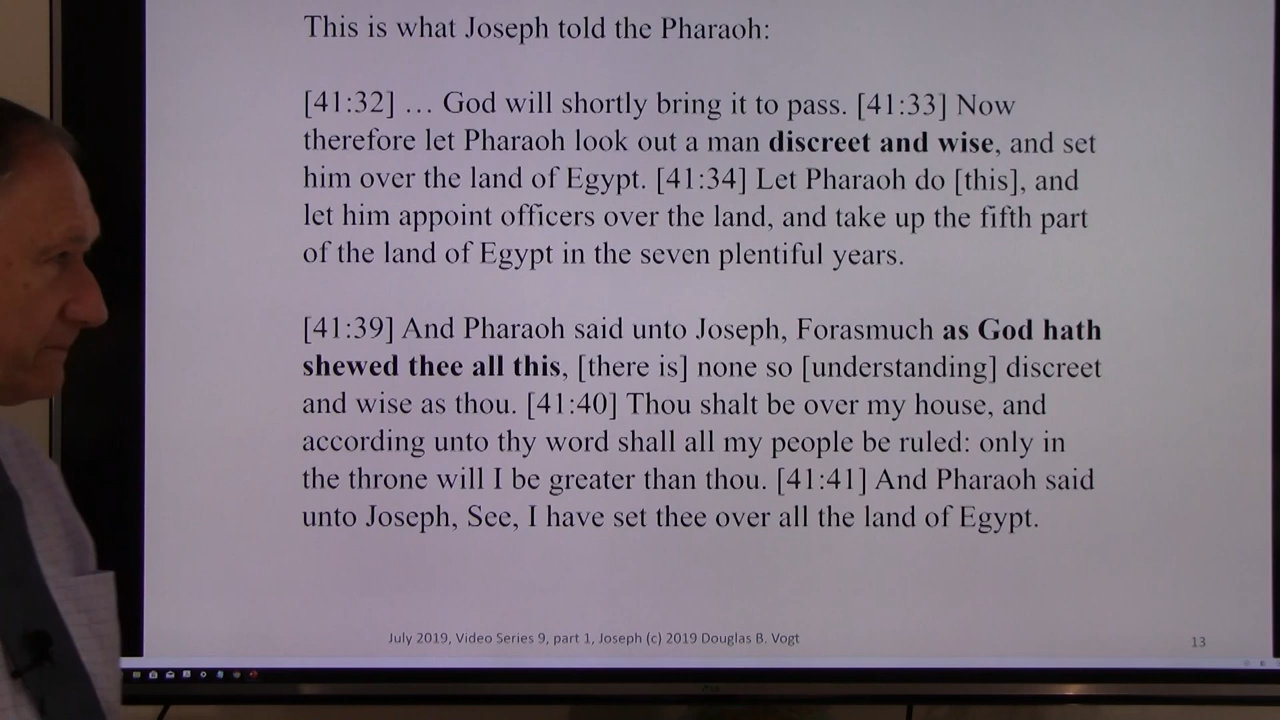 This is what Joseph told the Pharaoh:
[41:32] … God will shortly bring it to pass. [41:33] Now
therefore let Pharaoh look out a man discreet and wise, and set
him over the land of Egypt. [41:34] Let Pharaoh do [this], and
let him appoint officers over the land, and take up the fifth part
of the land of Egypt in the seven plentiful years.
[41:39] And Pharaoh said unto Joseph, Forasmuch as God hath
shewed thee all this, [there is] none so [understanding] discreet
and wise as thou. [41:40] Thou shalt be over my house, and
according unto thy word shall all my people be ruled: only in
the throne will I be greater than thou. [41:41] And Pharaoh said
unto Joseph, See, I have set thee over all the land of Egypt.
July 2019, Video Series 9, part 1, Joseph (c) 2019 Douglas B. Vogt
13